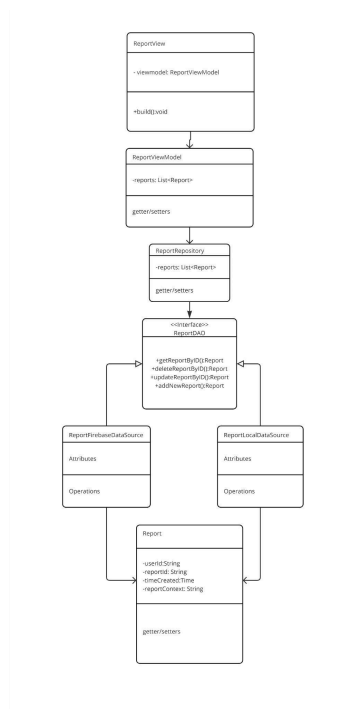 ReportView
- viewmodel: ReportViewModel
+build():void
ReportViewModel
-reports: List<Report>
getter/setters
ReportRepository
-reports: List<Report>
getter/setters
<<interface>>
ReportDAO
+getReportByID():Report
+deleteReportByID():Report
+updateReportByID():Report
+addNewReport():Report
ReportFirebaseDataSource
Attributes
Operations
ReportLocalDataSource
Attributes
Operations
Report
-userId:String
-reportId: String
-timeCreated:Time
-reportContext: String
getter/setters